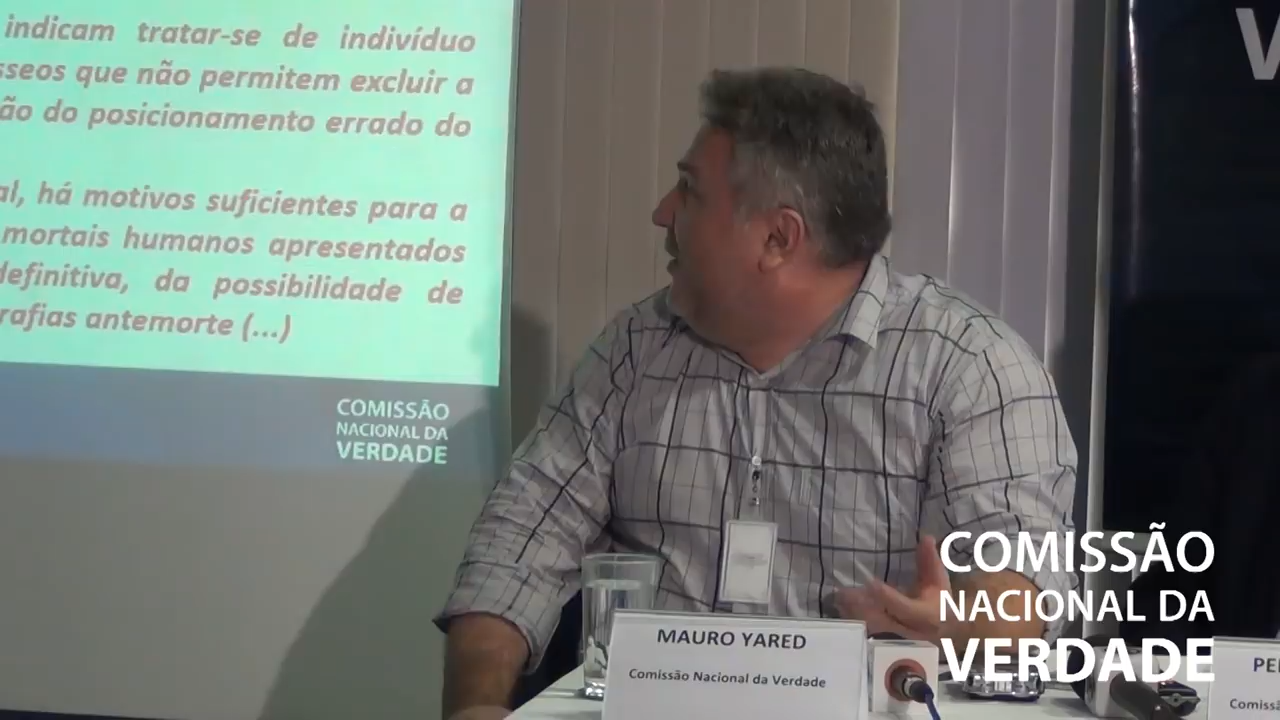 indicam tratar-se de indivíduo
sseos que não permitem excluir a
ão do posicionamento errado do
al, há motivos suficientes para a
mortais humanos apresentados
definitiva, da possibilidade de
rafias antemorte (...)
COMISSÃO
NACIONAL DA
VERDADE
V
MAURO YARED
Comissão Nacional da Verdade
COMISSÃO
NACIONAL DA
VERDADE
PE
Comiss